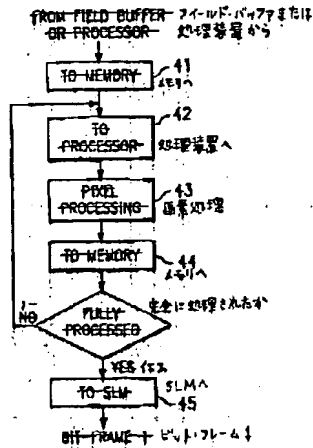 FROM FIELD BUFFER フィールド・バッファまたは
OR PROCESSOR 処理装置から
41
TO MEMORY メモリへ
42
TO
PROCESSOR 処理装置へ
43
PIXEL
PROCESSING 画素処理
44
TO MEMORY メモリへ
FULLY
PROCESSED 完全に処理されたか
NO
YES イエス
TO SLM SLMへ
45
BIT FRAME ビット・フレーム